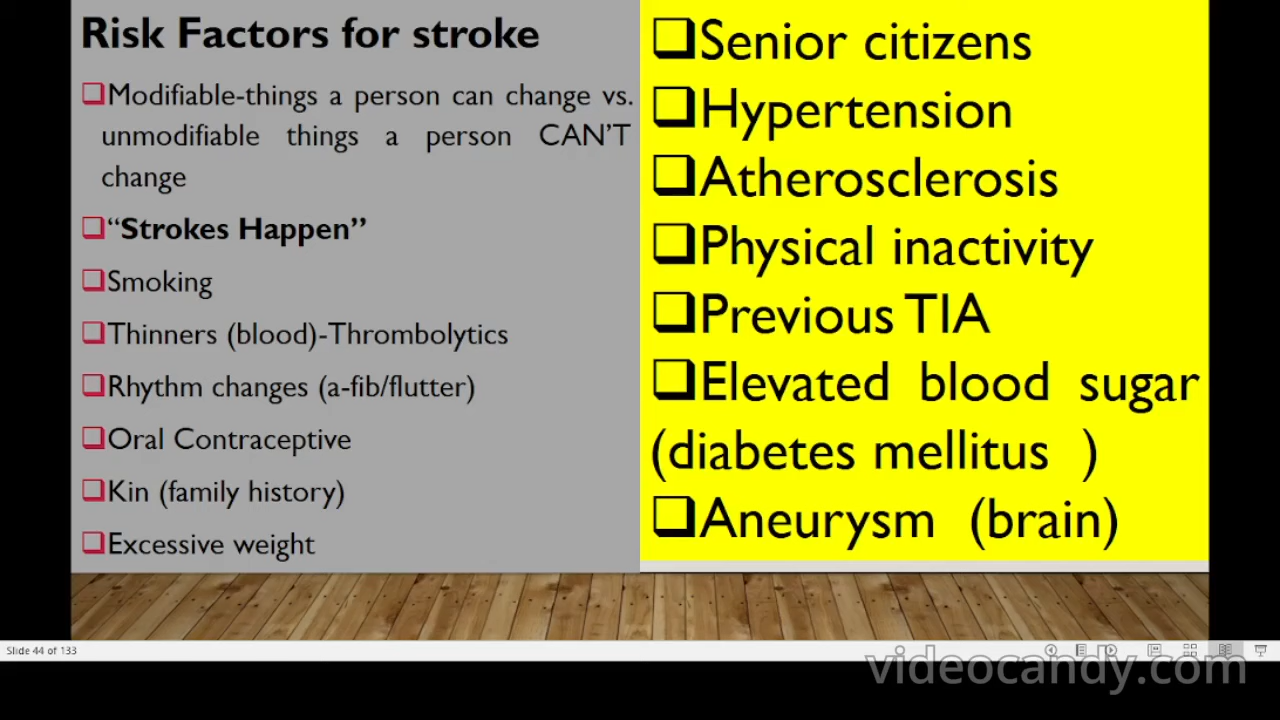 Risk Factors for stroke
❑Modifiable-things a person can change vs.
unmodifiable things a person CAN'T
change
❑“Strokes Happen”
❑Smoking
❑Thinners (blood)-Thrombolytics
❑Rhythm changes (a-fib/flutter)
❑Oral Contraceptive
❑Kin (family history)
❑Excessive weight
❑Senior citizens
❑Hypertension
❑Atherosclerosis
❑Physical inactivity
❑Previous TIA
❑Elevated blood sugar
(diabetes mellitus )
❑Aneurysm (brain)
Slide 44 of 133
videocandy.com